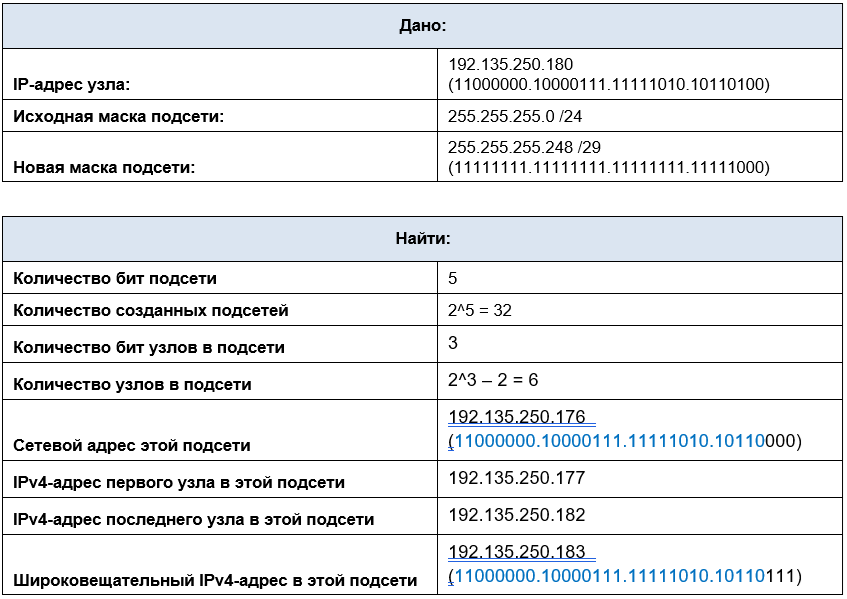 Дано:
192.135.250.180
IP-адрес узла: (11000000.10000111.11111010.10110100)
Исходная маска подсети: 255.255.255.0 /24
255.255.255.248 /29
Новая маска подсети: (11111111.11111111.11111111.11111000)
Найти:
Количество бит подсети 5
Количество созданных подсетей 2^5 = 32
Количество бит узлов в подсети 3
Количество узлов в подсети 2^3 – 2 = 6
192.135.250.176
Сетевой адрес этой подсети (11000000.10000111.11111010.10110000)
IPv4-адрес первого узла в этой подсети 192.135.250.177
IPv4-адрес последнего узла в этой подсети 192.135.250.182
192.135.250.183
Широковещательный IPv4-адрес в этой подсети (11000000.10000111.11111010.10110111)